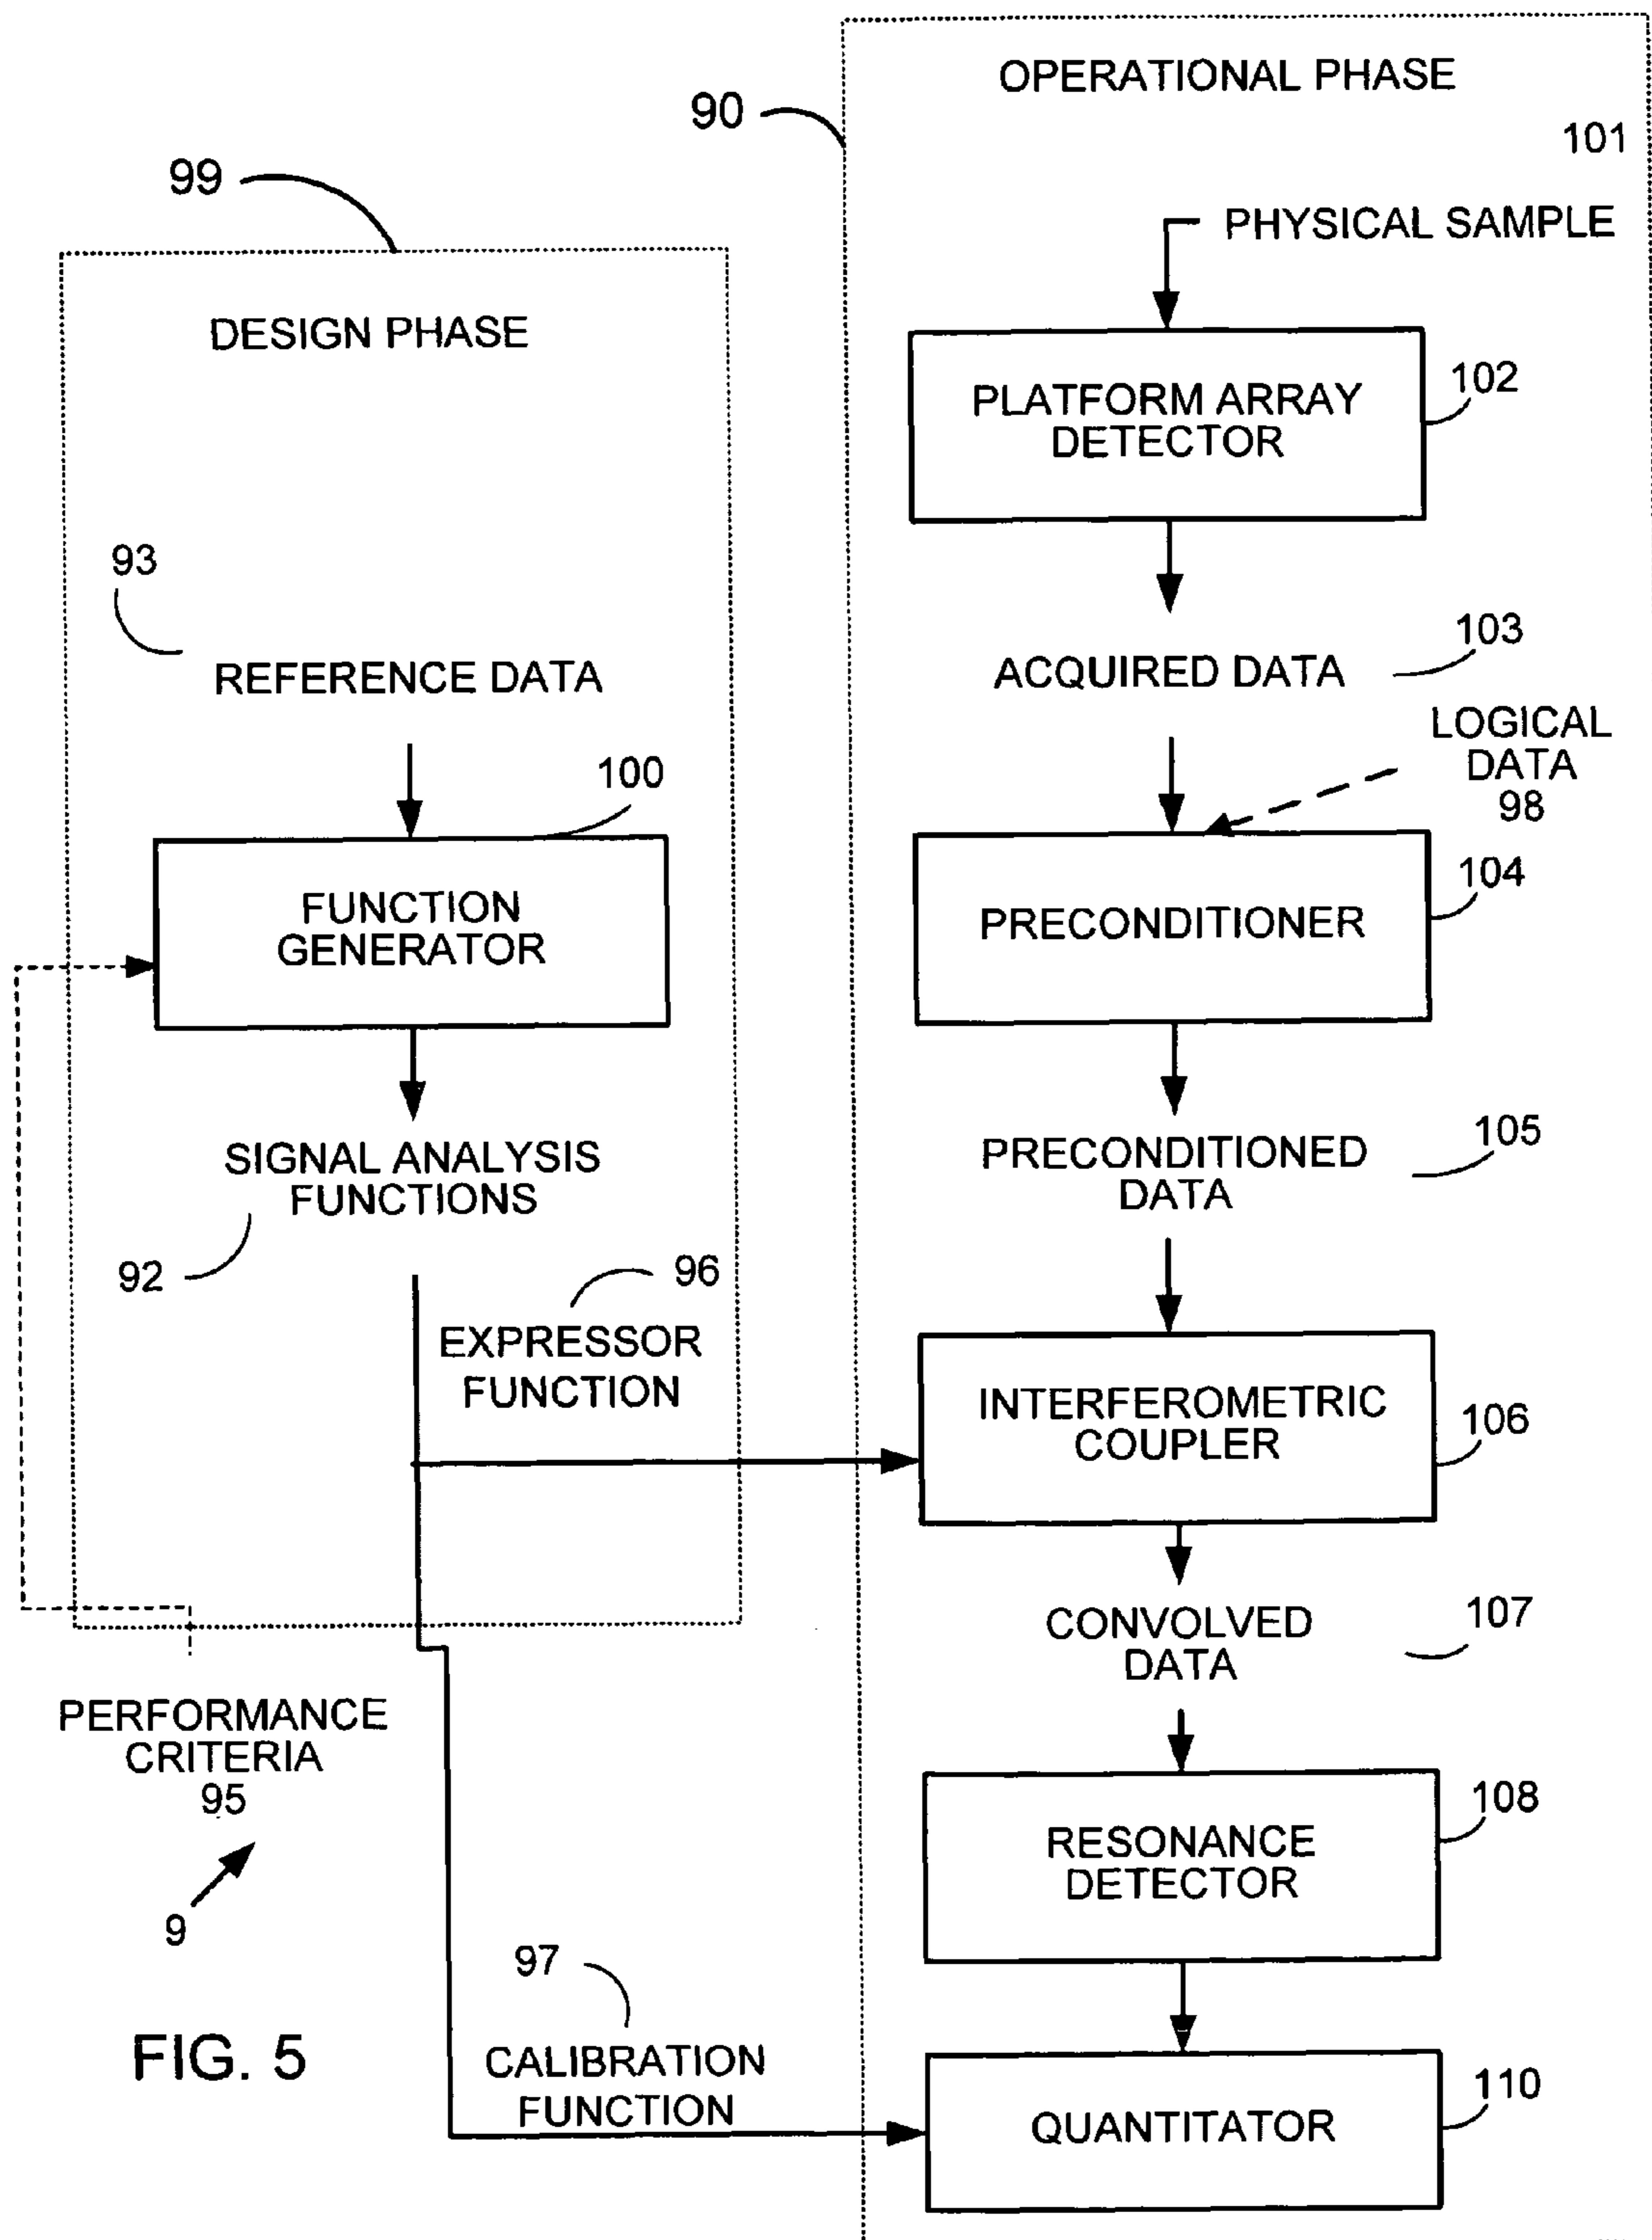 OPERATIONAL PHASE
90
101
99
PHYSICAL SAMPLE
DESIGN PHASE
PLATFORM ARRAY
DETECTOR
102
93
REFERENCE DATA
ACQUIRED DATA
103
LOGICAL
DATA
98
100
FUNCTION
GENERATOR
PRECONDITIONER
104
SIGNAL ANALYSIS
FUNCTIONS
92
PRECONDITIONED
DATA
105
96
EXPRESSOR
FUNCTION
INTERFEROMETRIC
COUPLER
106
CONVOLVED
DATA
107
PERFORMANCE
CRITERIA
95
9
RESONANCE
DETECTOR
108
97
CALIBRATION
FUNCTION
QUANTITATOR
110
FIG. 5